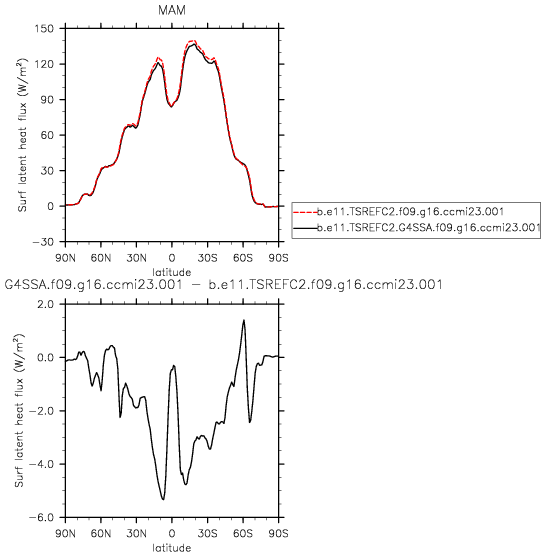 MAM
Surf latent heat flux (W/m²)
150
120
90
60
30
0
−30
90N 60N 30N 0 30S 60S 90S
latitude
b.e11.TSREFC2.f09.g16.ccmi23.001
b.e11.TSREFC2.G4SSA.f09.g16.ccmi23.001
G4SSA.f09.g16.ccmi23.001 − b.e11.TSREFC2.f09.g16.ccmi23.001
Surf latent heat flux (W/m²)
2.0
0.0
−2.0
−4.0
−6.0
90N 60N 30N 0 30S 60S 90S
latitude